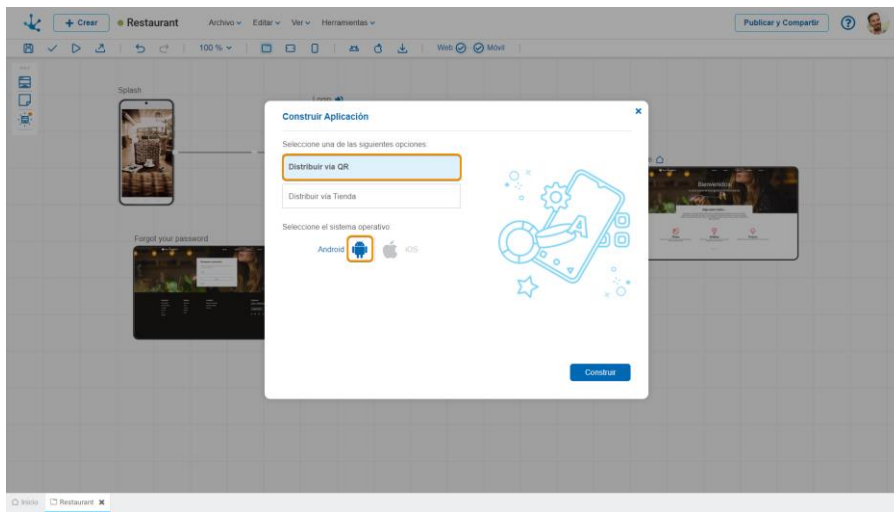 + Crear
Restaurant
Archivo
Editar
Ver
Herramientas
Publicar y Compartir
?
100 %
Web
Móvil
Splash
Login
Construir Aplicación
Seleccione una de las siguientes opciones:
Distribuir vía QR
Distribuir vía Tienda
Seleccione el sistema operativo
Android
iOS
Bienvenidos
Forgot your password
Construir
Inicio
Restaurant